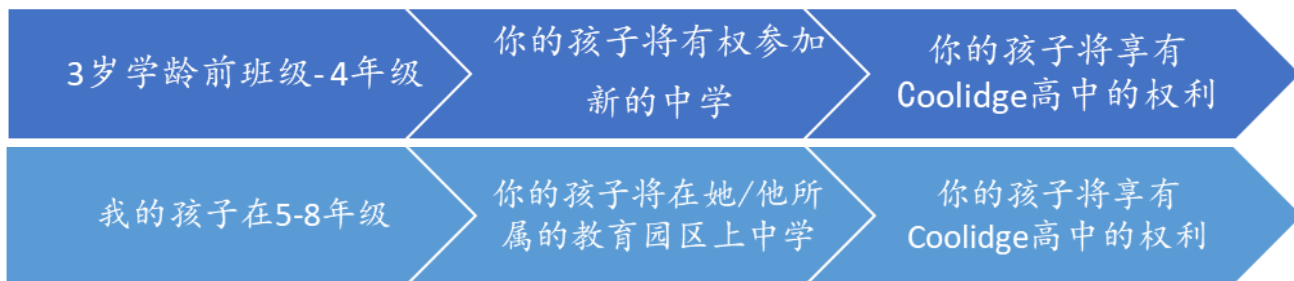 3岁学龄前班级-4年级
你的孩子将有权参加
新的中学
你的孩子将享有
Coolidge高中的权利
我的孩子在5-8年级
你的孩子将在她/他所
属的教育园区上中学
你的孩子将享有
Coolidge高中的权利